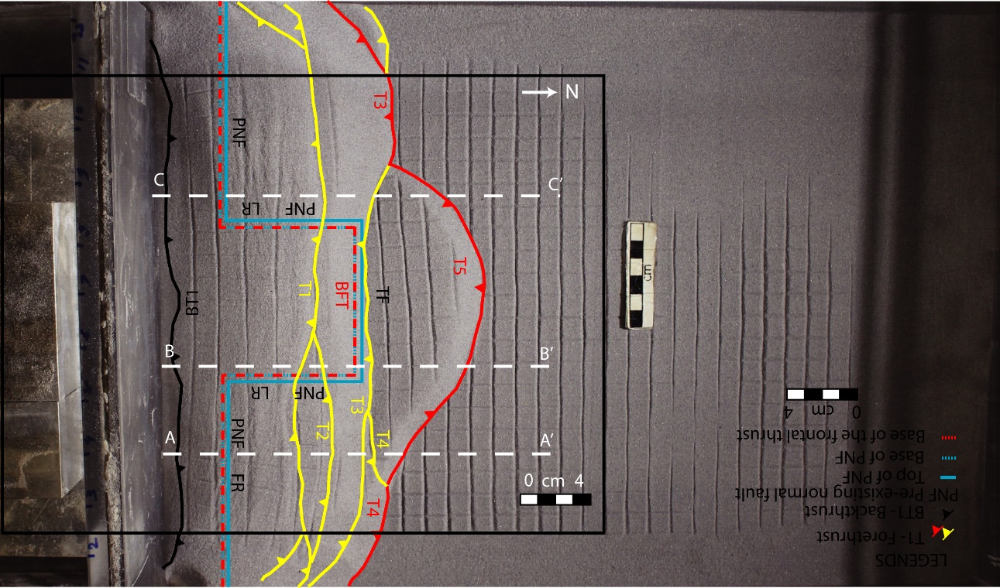 N
T3
PNF
C
C′
LR
PNF
T5
cm
T1
BFT
TF
BT1
B
B′
LR
PNF
T3
4
cm
0
PNF
T2
T4
A
A′
Base of the frontal thrust
Base of PNF
Top of PNF
PNF Pre-existing normal fault
BT1 - Backthrust
T1 - Forethrust
LEGENDS
FR
0 cm 4
T4